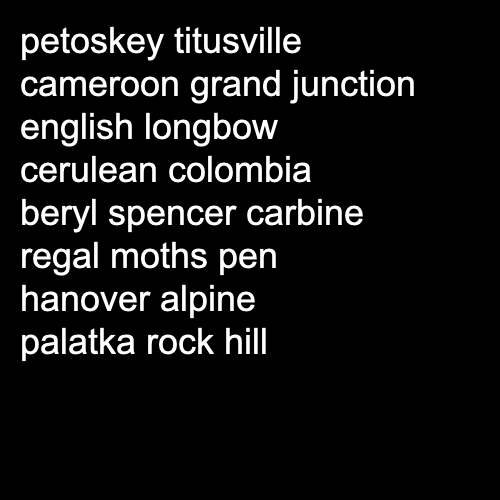 petoskey titusville
cameroon grand junction
english longbow
cerulean colombia
beryl spencer carbine
regal moths pen
hanover alpine
palatka rock hill